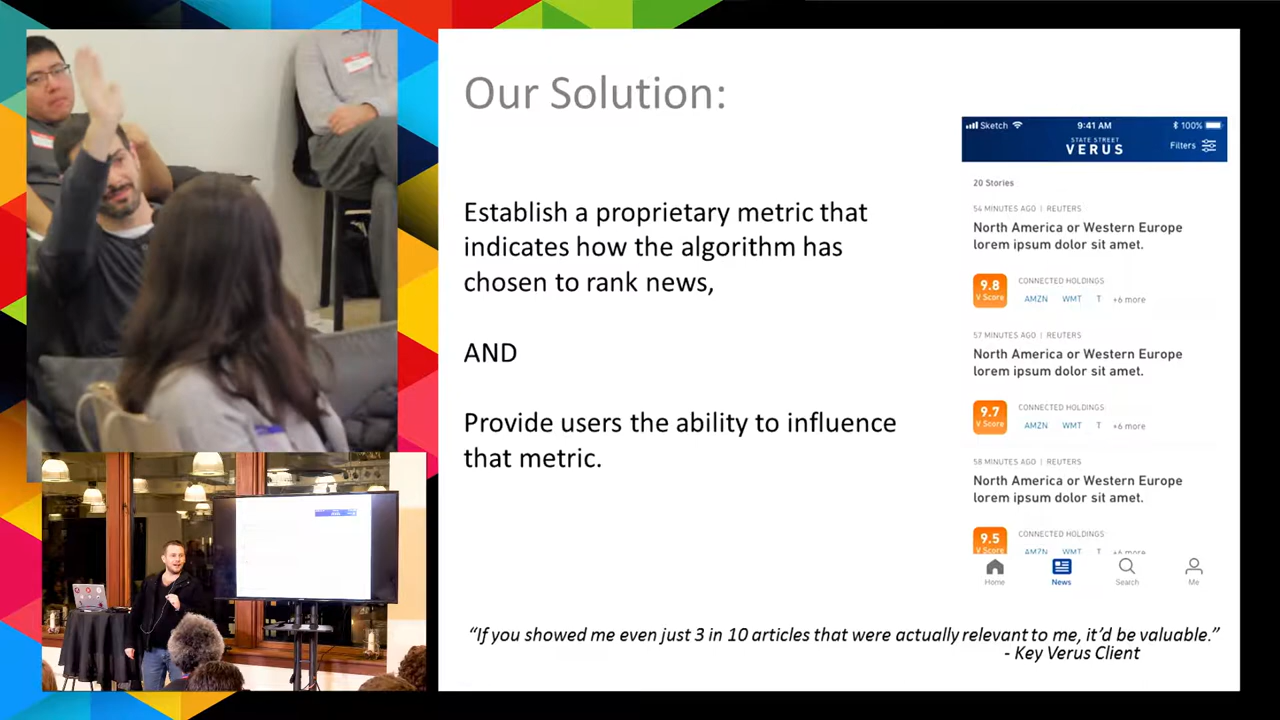 Our Solution:
Establish a proprietary metric that
indicates how the algorithm has
chosen to rank news,
AND
Provide users the ability to influence
that metric.
Sketch 9:41 AM 100%
STATE STREET
VERUS
Filters
20 Stories
54 MINUTES AGO | REUTERS
North America or Western Europe
lorem ipsum dolor sit amet.
9.8
V Score
CONNECTED HOLDINGS
AMZN WMT T +6 more
57 MINUTES AGO | REUTERS
North America or Western Europe
lorem ipsum dolor sit amet.
9.7
V Score
CONNECTED HOLDINGS
AMZN WMT T +6 more
58 MINUTES AGO | REUTERS
North America or Western Europe
lorem ipsum dolor sit amet.
9.5
V Score
CONNECTED HOLDINGS
AMZN WMT T +6 more
Home News Search Me
“If you showed me even just 3 in 10 articles that were actually relevant to me, it’d be valuable.”
- Key Verus Client